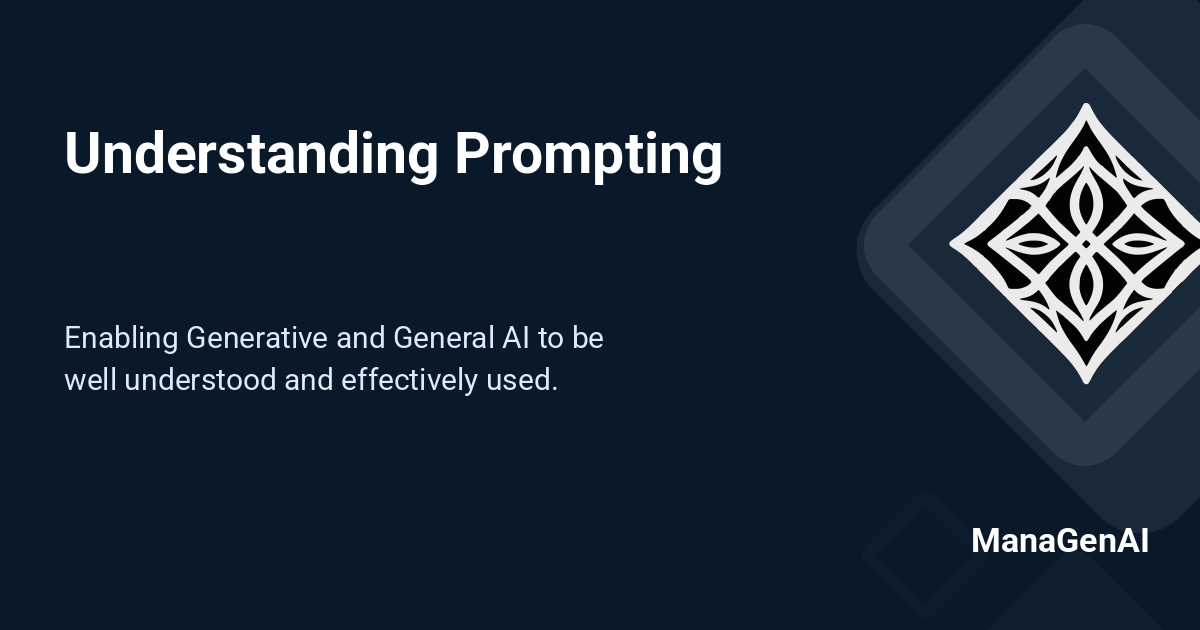 Understanding Prompting
Enabling Generative and General AI to be
well understood and effectively used.
ManaGenAI